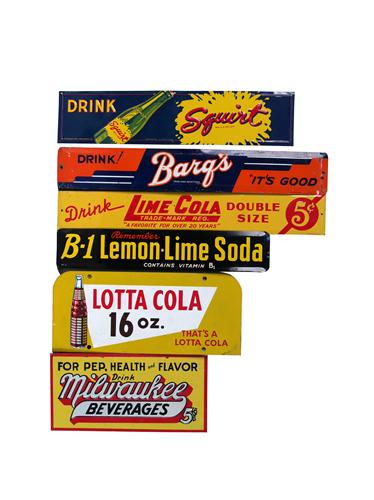 DRINK Squirt
Squirt
DRINK! Barq's
"IT'S GOOD
Drink LIME COLA DOUBLE SIZE 5¢
TRADE-MARK REG.
"A FAVORITE FOR OVER 20 YEARS"
Remember
B-1 Lemon-Lime Soda
CONTAINS VITAMIN B1
LOTTA COLA
16 oz.
THAT'S A
LOTTA COLA
FOR PEP, HEALTH and FLAVOR
Drink
Milwaukee
BEVERAGES 5¢